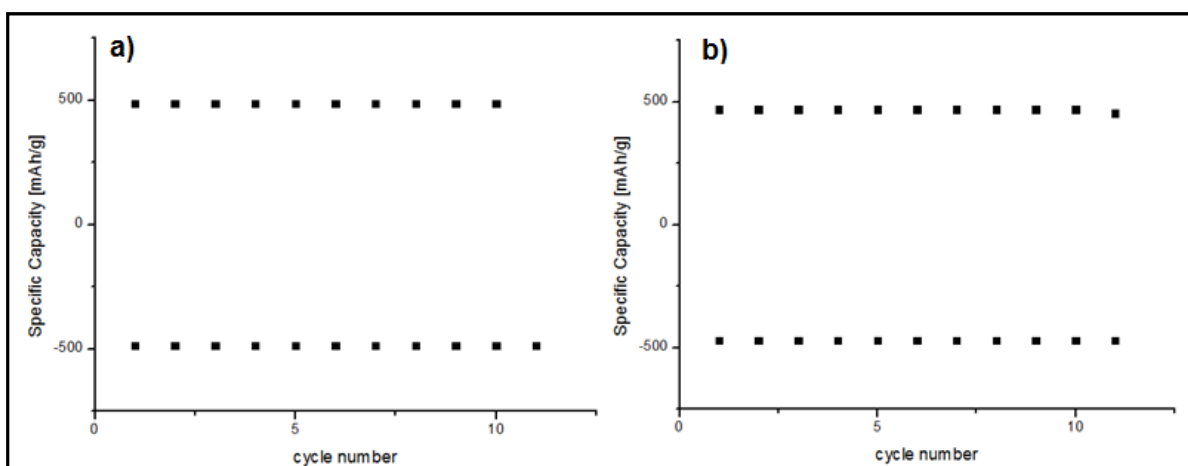 a)
Specific Capacity [mAh/g]
500
0
-500
0 5 10
cycle number
b)
Specific Capacity [mAh/g]
500
0
-500
0 5 10
cycle number